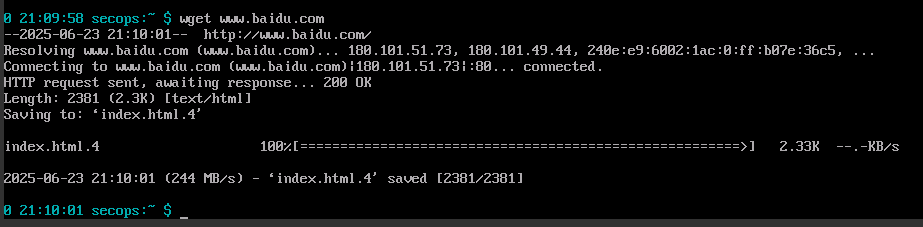 0 21:09:58 secops:~ $ wget www.baidu.com
--2025-06-23 21:10:01--  http://www.baidu.com/
Resolving www.baidu.com (www.baidu.com)... 180.101.51.73, 180.101.49.44, 240e:e9:6002:1ac:0:ff:b07e:36c5, ...
Connecting to www.baidu.com (www.baidu.com)|180.101.51.73|:80... connected.
HTTP request sent, awaiting response... 200 OK
Length: 2381 (2.3K) [text/html]
Saving to: ‘index.html.4’
index.html.4                    100%[=======================================================>]   2.33K  --.-KB/s
2025-06-23 21:10:01 (244 MB/s) - ‘index.html.4’ saved [2381/2381]
0 21:10:01 secops:~ $ _